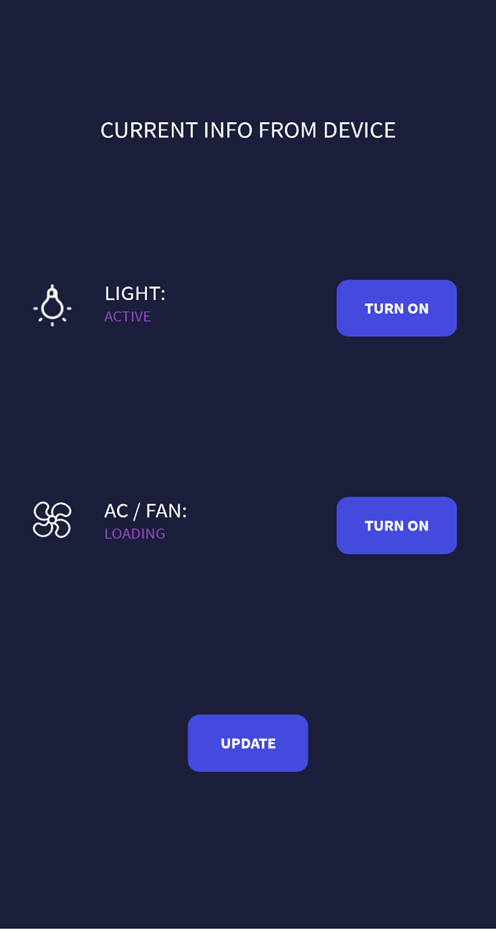 CURRENT INFO FROM DEVICE
LIGHT:
ACTIVE
TURN ON
AC / FAN:
LOADING
TURN ON
UPDATE